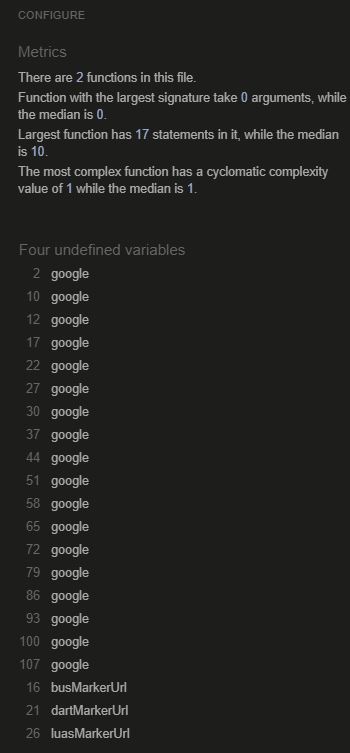 CONFIGURE
Metrics
There are 2 functions in this file.
Function with the largest signature take 0 arguments, while
the median is 0.
Largest function has 17 statements in it, while the median
is 10.
The most complex function has a cyclomatic complexity
value of 1 while the median is 1.
Four undefined variables
2 google
10 google
12 google
17 google
22 google
27 google
30 google
37 google
44 google
51 google
58 google
65 google
72 google
79 google
86 google
93 google
100 google
107 google
16 busMarkerUrl
21 dartMarkerUrl
26 luasMarkerUrl